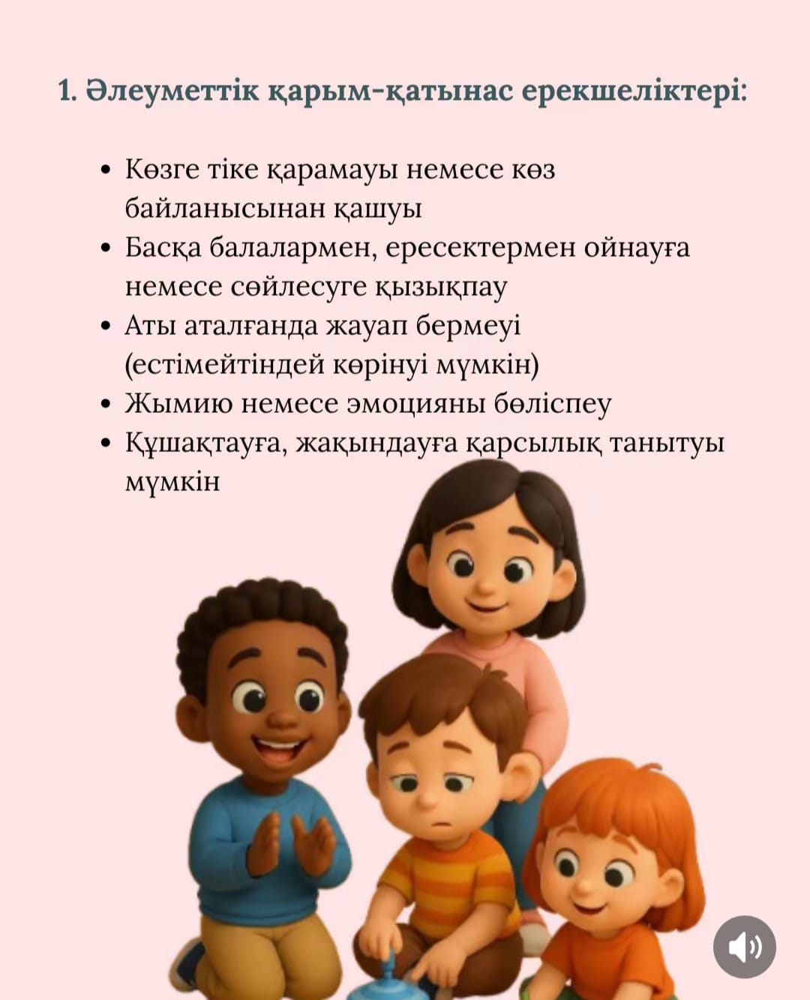 1. Әлеуметтік қарым-қатынас ерекшеліктері:
• Көзге тіке қарамауы немесе көз
байланысынан қашуы
• Басқа балалармен, ересектермен ойнауға
немесе сөйлесуге қызықпау
• Аты аталғанда жауап бермеуі
(естімейтіндей көрінуі мүмкін)
• Жымию немесе эмоцияны бөліспеу
• Құшақтауға, жақындауға қарсылық танытуы
мүмкін